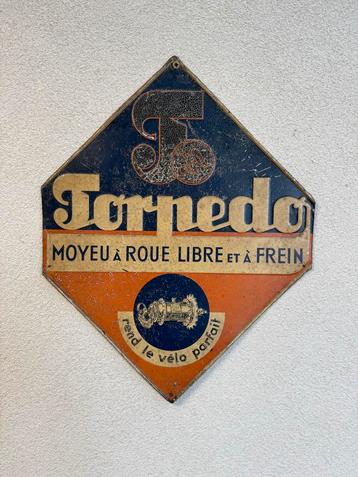 T
Torpedo
MOYEU À ROUE LIBRE ET À FREIN
rend le vélo parfait